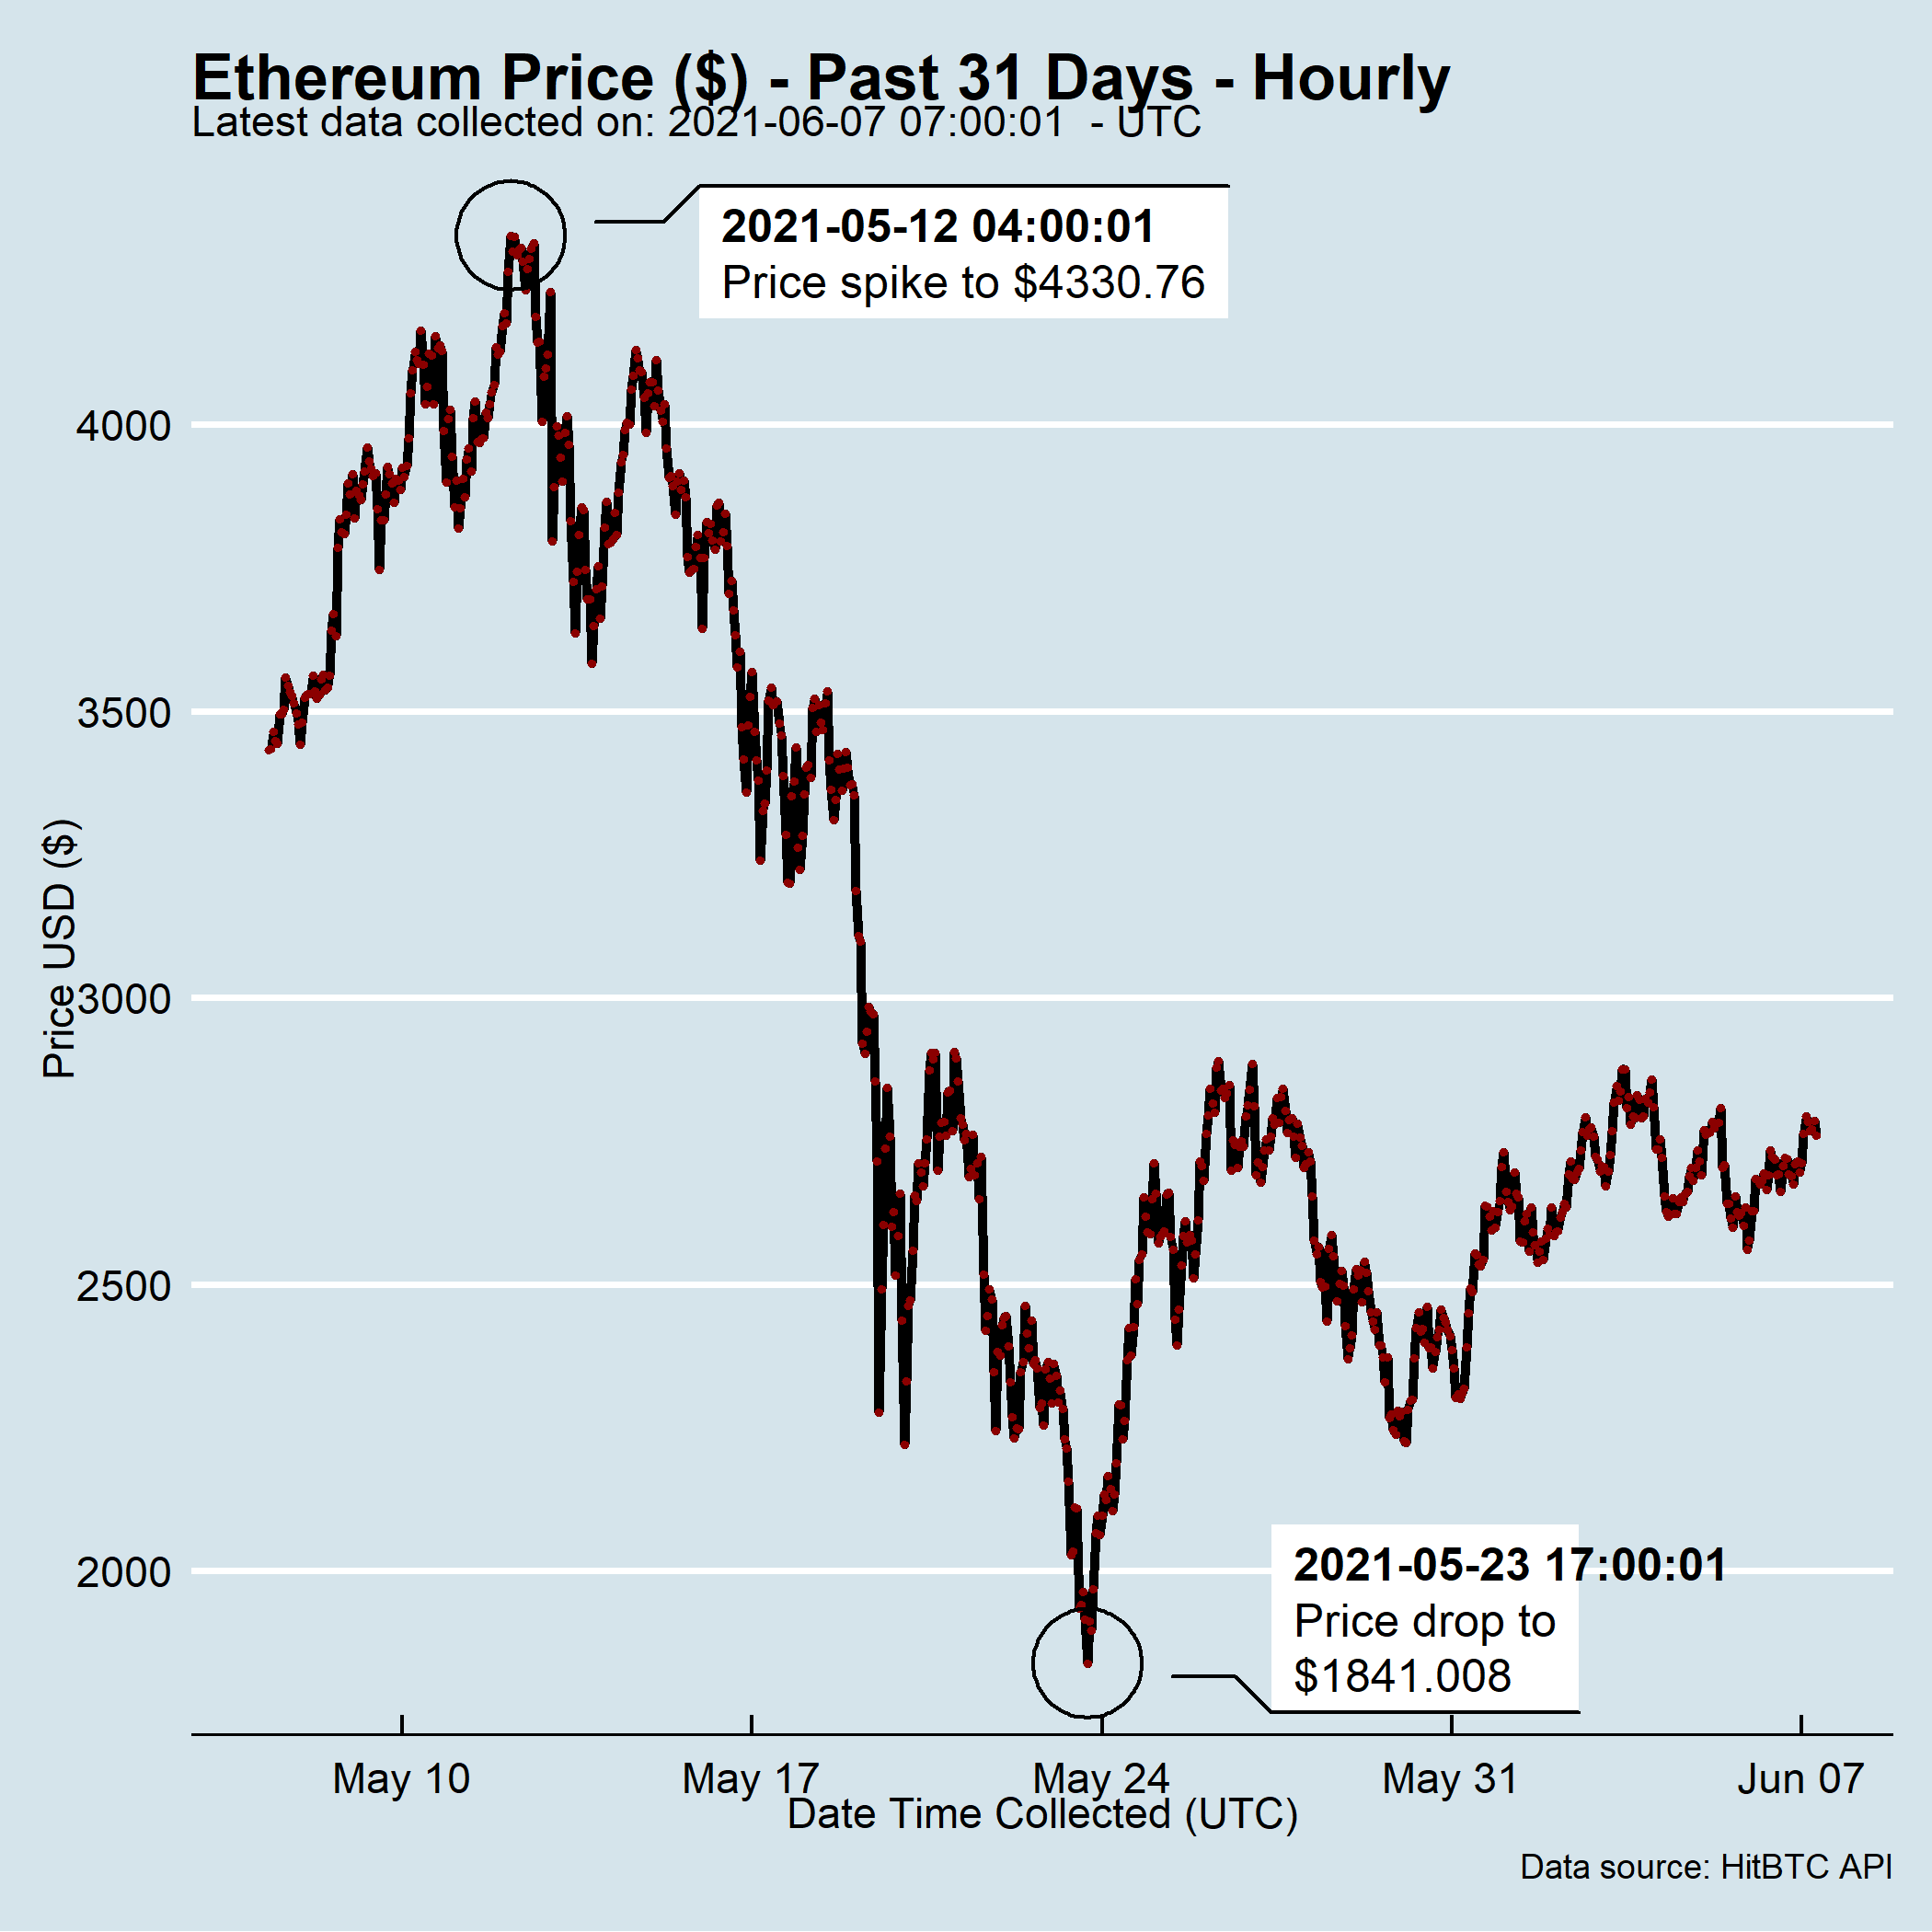 Ethereum Price ($) - Past 31 Days - Hourly
Latest data collected on: 2021-06-07 07:00:01  - UTC
2021-05-12 04:00:01
Price spike to $4330.76
4000
3500
3000
2500
2000
Price USD ($)
2021-05-23 17:00:01
Price drop to
$1841.008
May 10
May 17
May 24
May 31
Jun 07
Date Time Collected (UTC)
Data source: HitBTC API